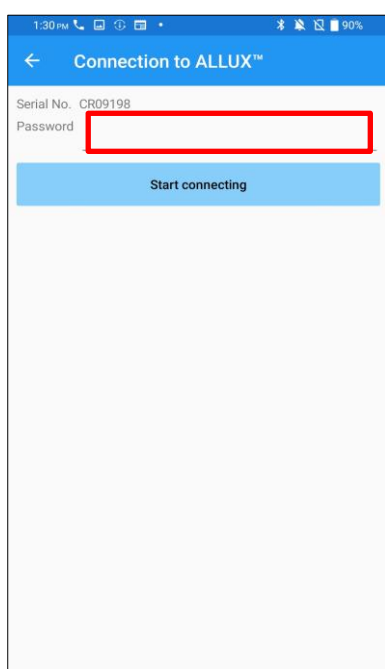 1:30 PM 90%
Connection to ALLUX™
Serial No. CR09198
Password
Start connecting